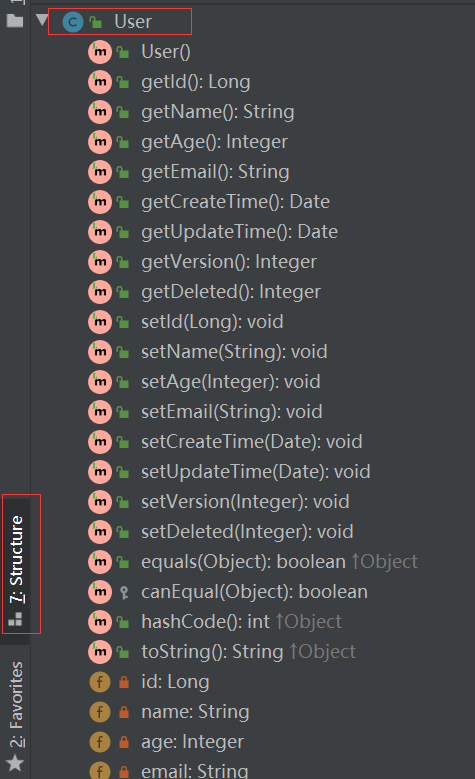 User
User()
getId(): Long
getName(): String
getAge(): Integer
getEmail(): String
getCreateTime(): Date
getUpdateTime(): Date
getVersion(): Integer
getDeleted(): Integer
setId(Long): void
setName(String): void
setAge(Integer): void
setEmail(String): void
setCreateTime(Date): void
setUpdateTime(Date): void
setVersion(Integer): void
setDeleted(Integer): void
equals(Object): boolean ↑Object
canEqual(Object): boolean
hashCode(): int ↑Object
toString(): String ↑Object
id: Long
name: String
age: Integer
email: String
7: Structure
2: Favorites